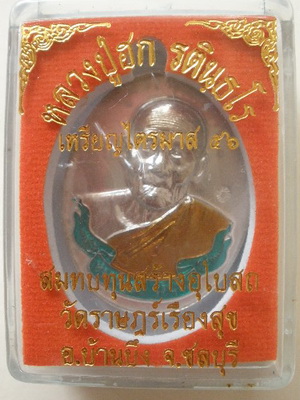 หลวงปู่ฮก รตินฺธโร
เหรียญไตรมาส ๕๖
สมทบทุนสร้างอุโบสถ
วัดราษฎร์เรืองสุข
อ.บ้านบึง จ.ชลบุรี